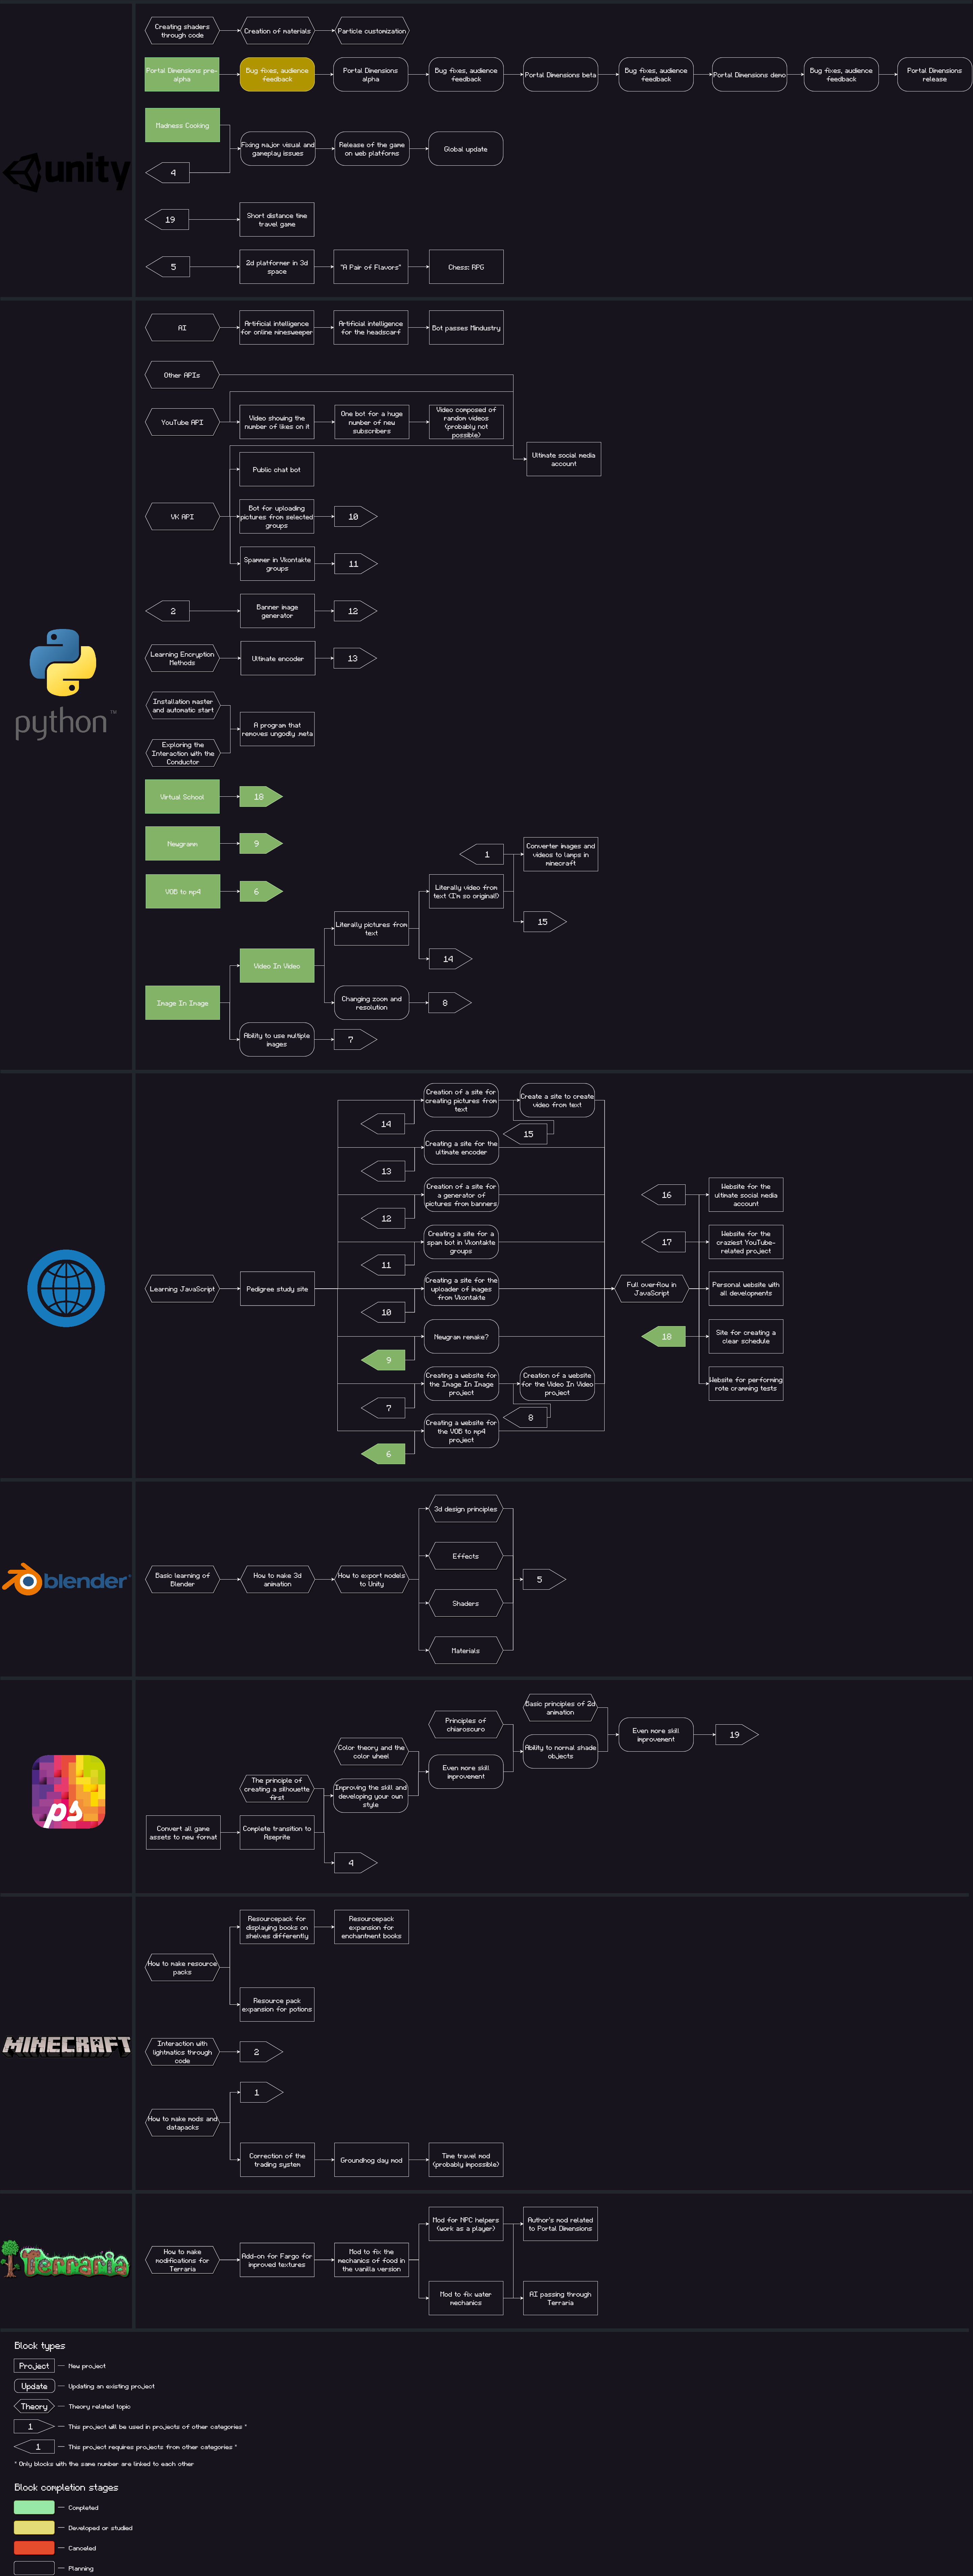 Creating shaders
through code
Creation of materials
Particle customization
Portal Dimensions pre-
alpha
Bug fixes, audience
feedback
Portal Dimensions
alpha
Bug fixes, audience
feedback
Portal Dimensions beta
Bug fixes, audience
feedback
Portal Dimensions demo
Bug fixes, audience
feedback
Portal Dimensions
release
Madness Cooking
4
Fixing major visual and
gameplay issues
Release of the game
on web platforms
Global update
unity
19
Short distance time
travel game
5
2d platformer in 3d
space
"A Pair of Flavors"
Chess: RPG
AI
Artificial intelligence
for online minesweeper
Artificial intelligence
for the headscarf
Bot passes Mindustry
Other APIs
YouTube API
Video showing the
number of likes on it
One bot for a huge
number of new
subscribers
Video composed of
random videos
(probably not
possible)
Ultimate social media
account
Public chat bot
VK API
Bot for uploading
pictures from selected
groups
10
Spammer in Vkontakte
groups
11
2
Banner image
generator
12
Learning Encryption
Methods
Ultimate encoder
13
python
TM
Installation master
and automatic start
Exploring the
Interaction with the
Conductor
A program that
removes ungodly .meta
Virtual School
18
Newgramn
9
VOB to mp4
6
1
Converter images and
videos to lamps in
minecraft
Literally video from
text (I'm so original!)
15
Literally pictures from
text
14
Video In Video
Image In Image
Changing zoom and
resolution
8
Ability to use multiple
images
7
Creation of a site for
creating pictures from
text
Create a site to create
video from text
14
15
Creating a site for the
ultimate encoder
13
Creation of a site for
a generator of
pictures from banners
12
Creating a site for a
spam bot in Vkontakte
groups
11
Learning JavaScript
Pedigree study site
Creating a site for the
uploader of images
from Vkontakte
10
Newgram remake?
9
Creating a website for
the Image In Image
project
Creation of a website
for the Video In Video
project
7
8
Creating a website for
the VOB to mp4
project
6
Full overflow in
JavaScript
16
Website for the
ultimate social media
account
17
Website for the
craziest YouTube-
related project
Personal website with
all developments
18
Site for creating a
clear schedule
Website for performing
rote cramming tests
blender
Basic learning of
Blender
How to make 3d
animation
How to export models
to Unity
3d design principles
Effects
Shaders
Materials
5
ps
Convert all game
assets to new format
The principle of
creating a silhouette
first
Complete transition to
Aseprite
4
Color theory and the
color wheel
Improving the skill and
developing your own
style
Principles of
chiaroscuro
Even more skill
improvement
Basic principles of 2d
animation
Ability to normal shade
objects
Even more skill
improvement
19
MINECRAFT
How to make resource
packs
Resourcepack for
displaying books on
shelves differently
Resourcepack
expansion for
enchantment books
Resource pack
expansion for potions
Interaction with
lightmatics through
code
2
How to make mods and
datapacks
1
Correction of the
trading system
Groundhog day mod
Time travel mod
(probably impossible)
Terraria
How to make
modifications for
Terraria
Add-on for Fargo for
improved textures
Mod to fix the
mechanics of food in
the vanilla version
Mod for NPC helpers
(work as a player)
Author's mod related
to Portal Dimensions
Mod to fix water
mechanics
AI passing through
Terraria
Block types
Project — New project
Update — Updating an existing project
Theory — Theory related topic
1 — This project will be used in projects of other categories *
1 — This project requires projects from other categories *
* Only blocks with the same number are linked to each other
Block completion stages
— Completed
— Developed or studied
— Canceled
— Planning